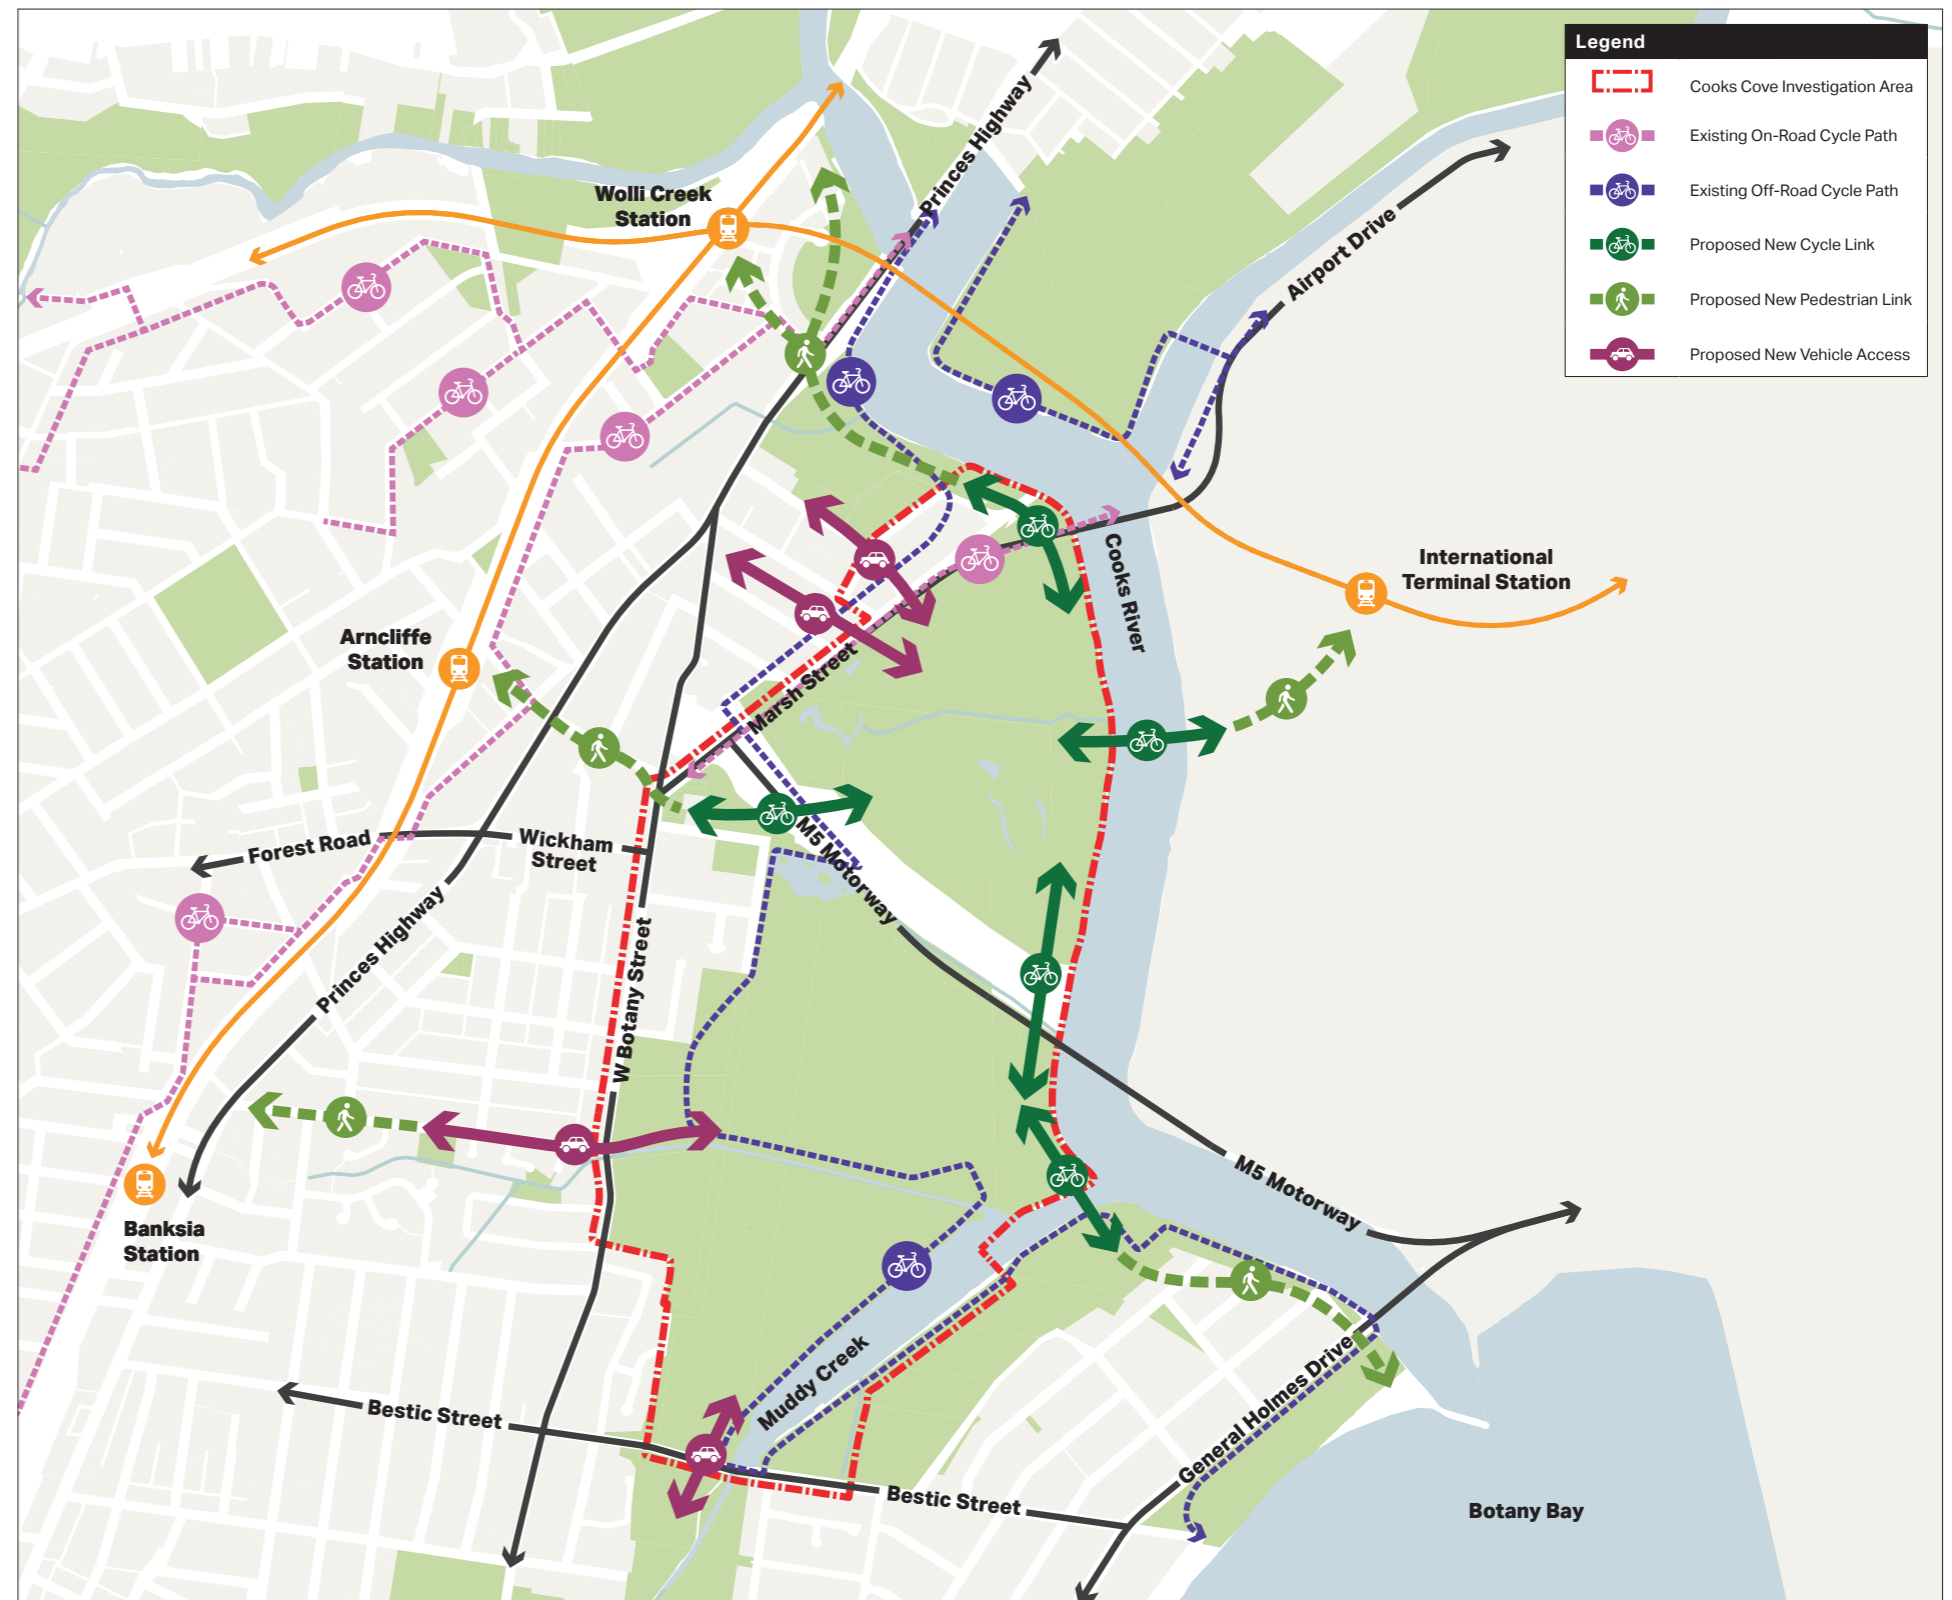 Legend
Cooks Cove Investigation Area
Existing On-Road Cycle Path
Existing Off-Road Cycle Path
Proposed New Cycle Link
Proposed New Pedestrian Link
Proposed New Vehicle Access
Princes Highway
Wolli Creek
Station
Airport Drive
Cooks River
International
Terminal Station
Arncliffe
Station
Marsh Street
Forest Road
Wickham
Street
M5 Motorway
Princes Highway
W Botany Street
M5 Motorway
Banksia
Station
Muddy Creek
General Holmes Drive
Bestic Street
Bestic Street
Botany Bay